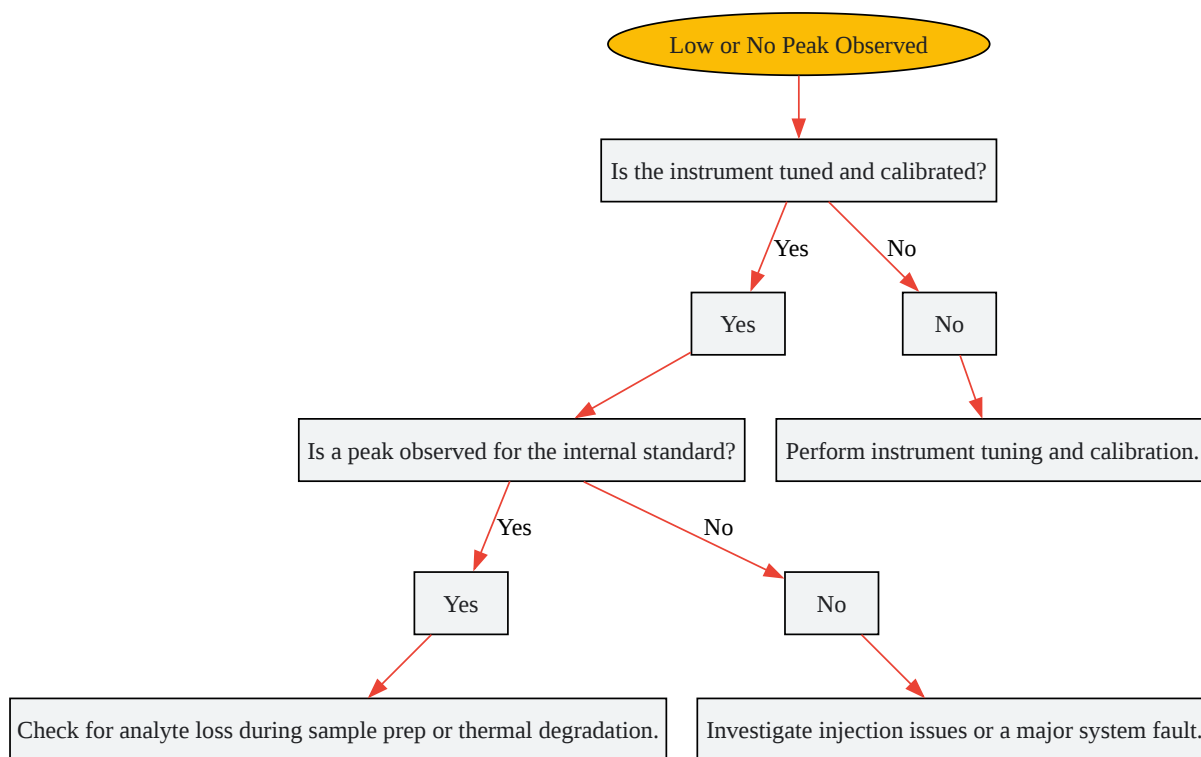 Low or No Peak Observed
Is the instrument tuned and calibrated?
Yes
No
Yes
No
Is a peak observed for the internal standard?
Perform instrument tuning and calibration.
Yes
No
Yes
No
Check for analyte loss during sample prep or thermal degradation.
Investigate injection issues or a major system fault.